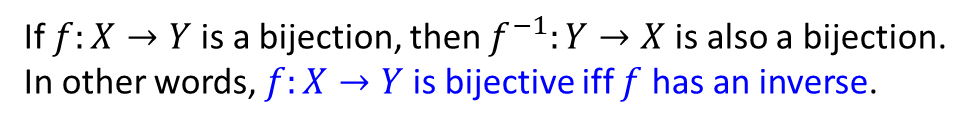 If 𝑓: 𝑋 → 𝑌 is a bijection, then 𝑓⁻¹: 𝑌 → 𝑋 is also a bijection.
In other words, 𝑓: 𝑋 → 𝑌 is bijective iff 𝑓 has an inverse.